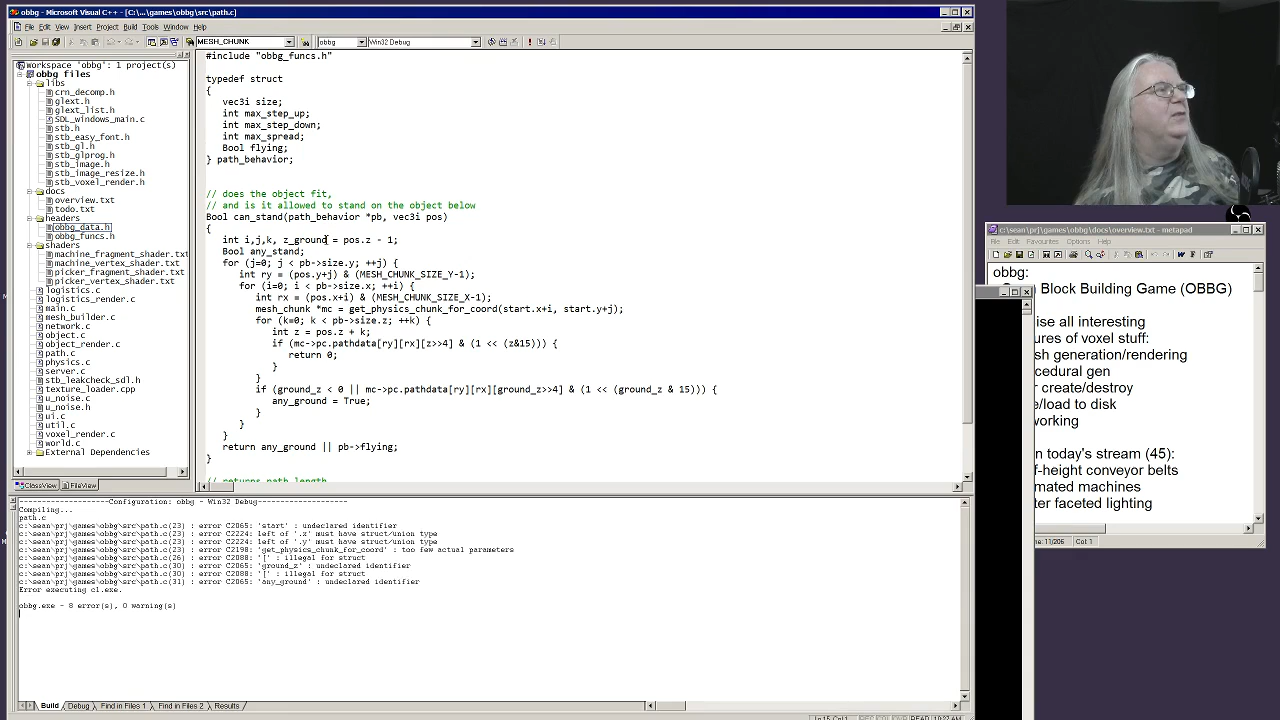 obbg - Microsoft Visual C++ - [C:\...\games\obbg\src\path.c]
File Edit View Insert Project Build Tools Window Help
MESH_CHUNK
obbg
Win32 Debug
Workspace 'obbg': 1 project(s)
obbg files
libs
crn_decomp.h
glext.h
glext_list.h
SDL_windows_main.c
stb.h
stb_easy_font.h
stb_gl.h
stb_glprog.h
stb_image.h
stb_image_resize.h
stb_voxel_render.h
docs
overview.txt
todo.txt
headers
obbg_data.h
obbg_funcs.h
shaders
machine_fragment_shader.txt
machine_vertex_shader.txt
picker_fragment_shader.txt
picker_vertex_shader.txt
logistics.c
logistics_render.c
main.c
mesh_builder.c
network.c
object.c
object_render.c
path.c
physics.c
server.c
stb_leakcheck_sdl.h
texture_loader.cpp
u_noise.c
u_noise.h
ui.c
util.c
voxel_render.c
world.c
External Dependencies
ClassView
FileView
#include "obbg_funcs.h"
typedef struct
{
vec3i size;
int max_step_up;
int max_step_down;
int max_spread;
Bool flying;
} path_behavior;
// does the object fit,
// and is it allowed to stand on the object below
Bool can_stand(path_behavior *pb, vec3i pos)
{
int i,j,k, z_ground = pos.z - 1;
Bool any_stand;
for (j=0; j < pb->size.y; ++j) {
int ry = (pos.y+j) & (MESH_CHUNK_SIZE_Y-1);
for (i=0; i < pb->size.x; ++i) {
int rx = (pos.x+i) & (MESH_CHUNK_SIZE_X-1);
mesh_chunk *mc = get_physics_chunk_for_coord(start.x+i, start.y+j);
for (k=0; k < pb->size.z; ++k) {
int z = pos.z + k;
if (mc->pc.pathdata[ry][rx][z>>4] & (1 << (z&15))) {
return 0;
}
}
if (ground_z < 0 || mc->pc.pathdata[ry][rx][ground_z>>4] & (1 << (ground_z & 15))) {
any_ground = True;
}
}
}
return any_ground || pb->flying;
}
// returns path length
--------------------Configuration: obbg - Win32 Debug--------------------
Compiling...
path.c
c:\sean\prj\games\obbg\src\path.c(23) : error C2065: 'start' : undeclared identifier
c:\sean\prj\games\obbg\src\path.c(23) : error C2224: left of '.x' must have struct/union type
c:\sean\prj\games\obbg\src\path.c(23) : error C2224: left of '.y' must have struct/union type
c:\sean\prj\games\obbg\src\path.c(23) : error C2198: 'get_physics_chunk_for_coord' : too few actual parameters
c:\sean\prj\games\obbg\src\path.c(26) : error C2088: '[' : illegal for struct
c:\sean\prj\games\obbg\src\path.c(30) : error C2065: 'ground_z' : undeclared identifier
c:\sean\prj\games\obbg\src\path.c(30) : error C2088: '[' : illegal for struct
c:\sean\prj\games\obbg\src\path.c(31) : error C2065: 'any_ground' : undeclared identifier
Error executing cl.exe.
obbg.exe - 8 error(s), 0 warning(s)
Build
Debug
Find in Files 1
Find in Files 2
Results
Ln 15, Col 1
c:\sean\prj\games\obbg\docs\overview.txt - metapad
File Edit Favourites Options Help
obbg:
Block Building Game (OBBG)
ise all interesting
ures of voxel stuff:
sh generation/rendering
cedural gen
r create/destroy
e/load to disk
working
n today's stream (45):
f-height conveyor belts
mated machines
ter faceted lighting
ne: 11/206
Col 1